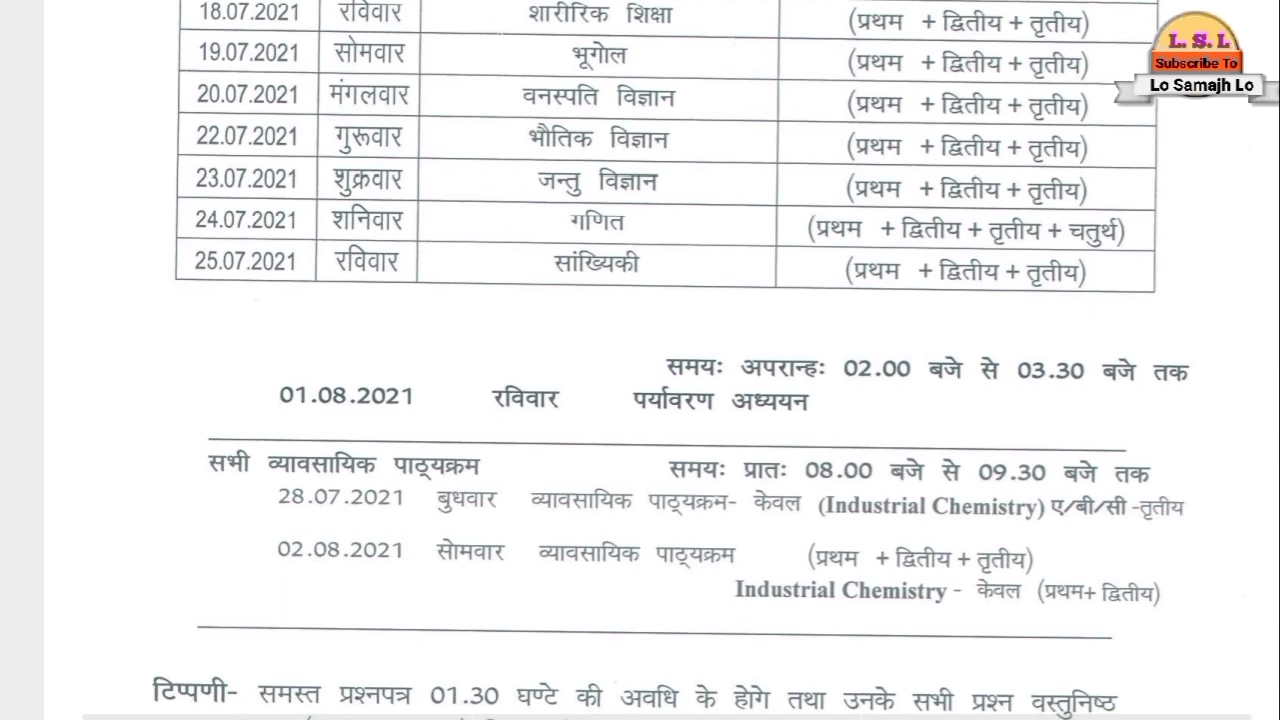 18.07.2021 रविवार शारीरिक शिक्षा (प्रथम + द्वितीय + तृतीय)
19.07.2021 सोमवार भूगोल (प्रथम + द्वितीय + तृतीय)
20.07.2021 मंगलवार वनस्पति विज्ञान (प्रथम + द्वितीय + तृतीय)
22.07.2021 गुरूवार भौतिक विज्ञान (प्रथम + द्वितीय + तृतीय)
23.07.2021 शुक्रवार जन्तु विज्ञान (प्रथम + द्वितीय + तृतीय)
24.07.2021 शनिवार गणित (प्रथम + द्वितीय + तृतीय + चतुर्थ)
25.07.2021 रविवार सांख्यिकी (प्रथम + द्वितीय + तृतीय)
L. S. L
Subscribe To
Lo Samajh Lo
समयः अपरान्हः 02.00 बजे से 03.30 बजे तक
01.08.2021 रविवार पर्यावरण अध्ययन
सभी व्यावसायिक पाठ्यक्रम समयः प्रातः 08.00 बजे से 09.30 बजे तक
28.07.2021 बुधवार व्यावसायिक पाठ्यक्रम- केवल (Industrial Chemistry) ए/बी/सी -तृतीय
02.08.2021 सोमवार व्यावसायिक पाठ्यक्रम (प्रथम + द्वितीय + तृतीय)
Industrial Chemistry - केवल (प्रथम+ द्वितीय)
टिप्पणी- समस्त प्रश्नपत्र 01.30 घण्टे की अवधि के होगे तथा उनके सभी प्रश्न वस्तुनिष्ठ